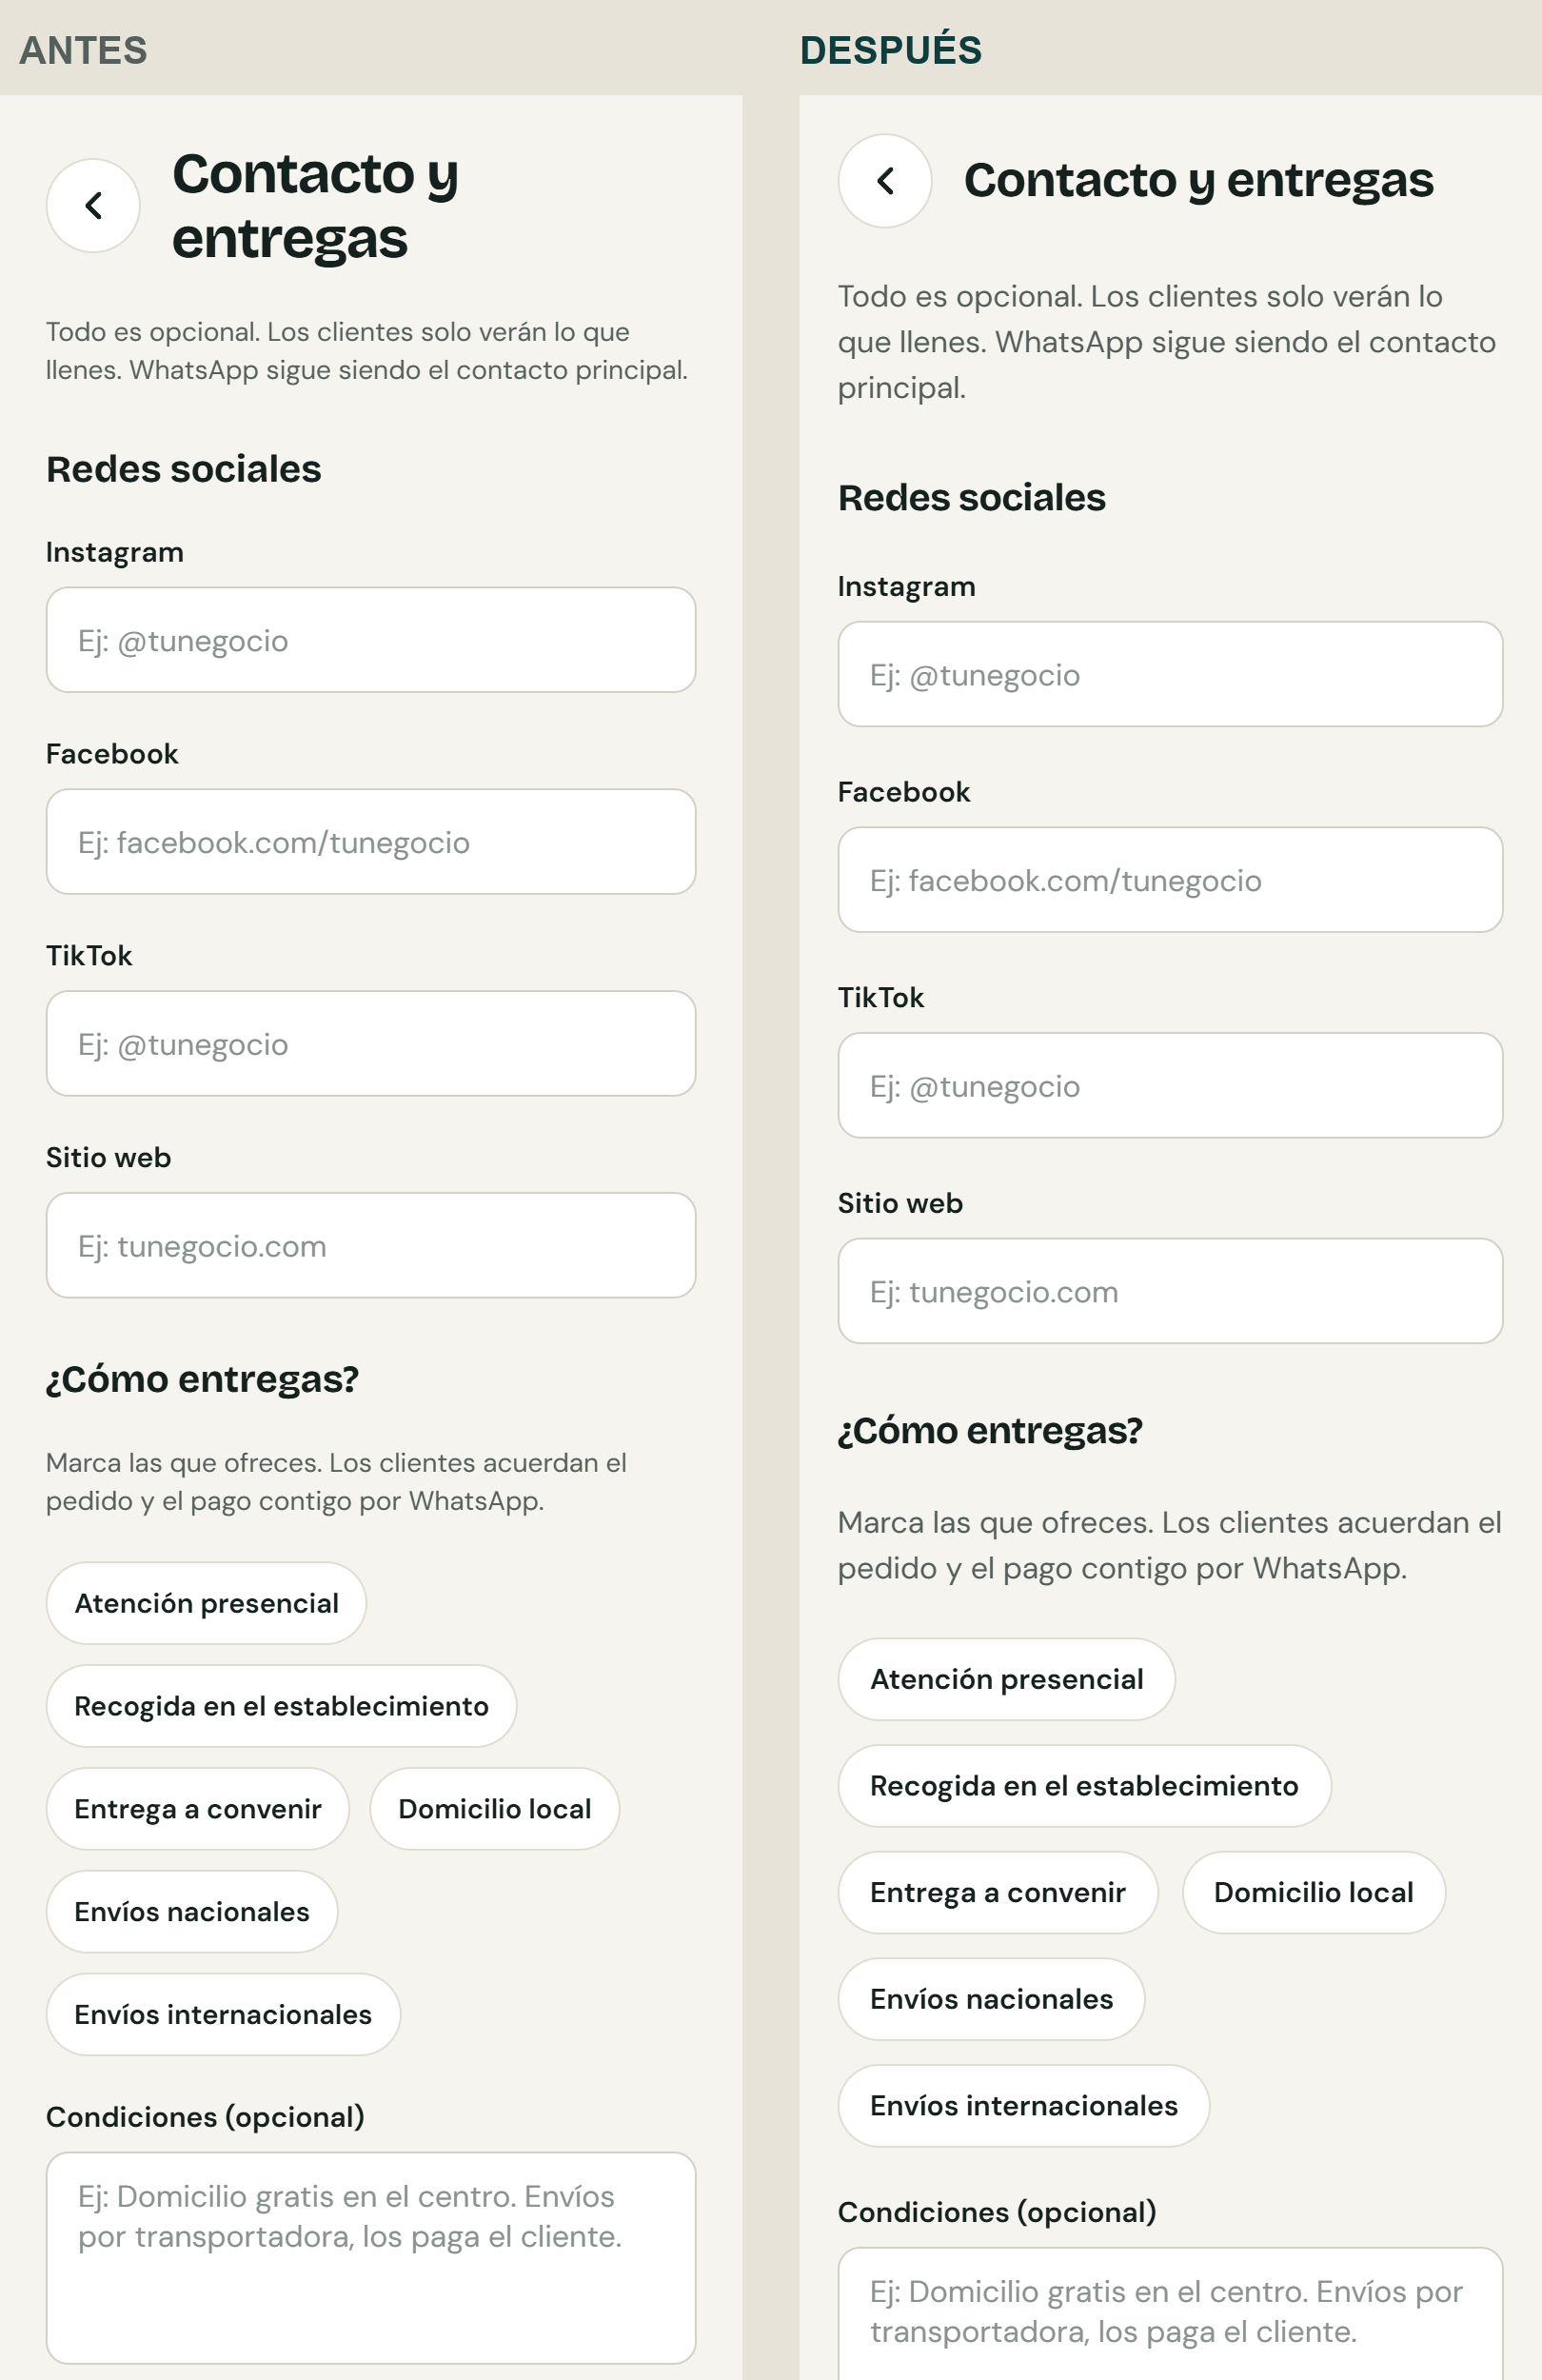 ANTES
Contacto y
entregas
Todo es opcional. Los clientes solo verán lo que
llenes. WhatsApp sigue siendo el contacto principal.
Redes sociales
Instagram
Ej: @tunegocio
Facebook
Ej: facebook.com/tunegocio
TikTok
Ej: @tunegocio
Sitio web
Ej: tunegocio.com
¿Cómo entregas?
Marca las que ofreces. Los clientes acuerdan el
pedido y el pago contigo por WhatsApp.
Atención presencial
Recogida en el establecimiento
Entrega a convenir
Domicilio local
Envíos nacionales
Envíos internacionales
Condiciones (opcional)
Ej: Domicilio gratis en el centro. Envíos
por transportadora, los paga el cliente.
DESPUÉS
Contacto y entregas
Todo es opcional. Los clientes solo verán lo
que llenes. WhatsApp sigue siendo el contacto
principal.
Redes sociales
Instagram
Ej: @tunegocio
Facebook
Ej: facebook.com/tunegocio
TikTok
Ej: @tunegocio
Sitio web
Ej: tunegocio.com
¿Cómo entregas?
Marca las que ofreces. Los clientes acuerdan el
pedido y el pago contigo por WhatsApp.
Atención presencial
Recogida en el establecimiento
Entrega a convenir
Domicilio local
Envíos nacionales
Envíos internacionales
Condiciones (opcional)
Ej: Domicilio gratis en el centro. Envíos por
transportadora, los paga el cliente.